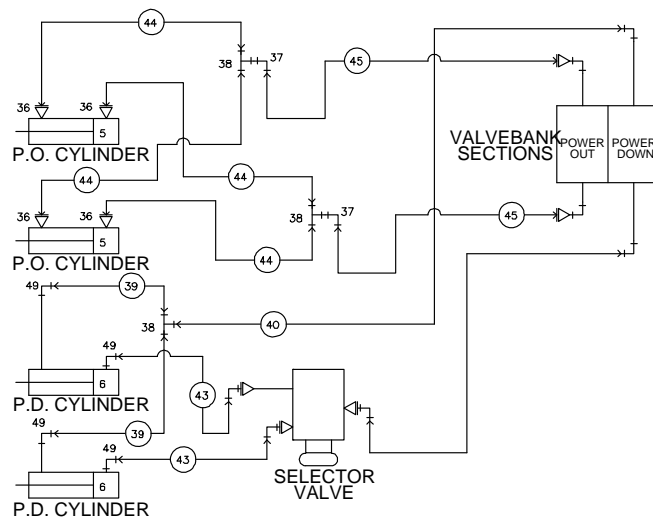 44
38
37
45
36
36
5
P.O. CYLINDER
VALVEBANK
SECTIONS
POWER
OUT
POWER
DOWN
44
44
36
36
38
37
45
5
P.O. CYLINDER
44
49
39
38
40
49
6
P.D. CYLINDER
43
49
39
49
43
6
P.D. CYLINDER
SELECTOR
VALVE